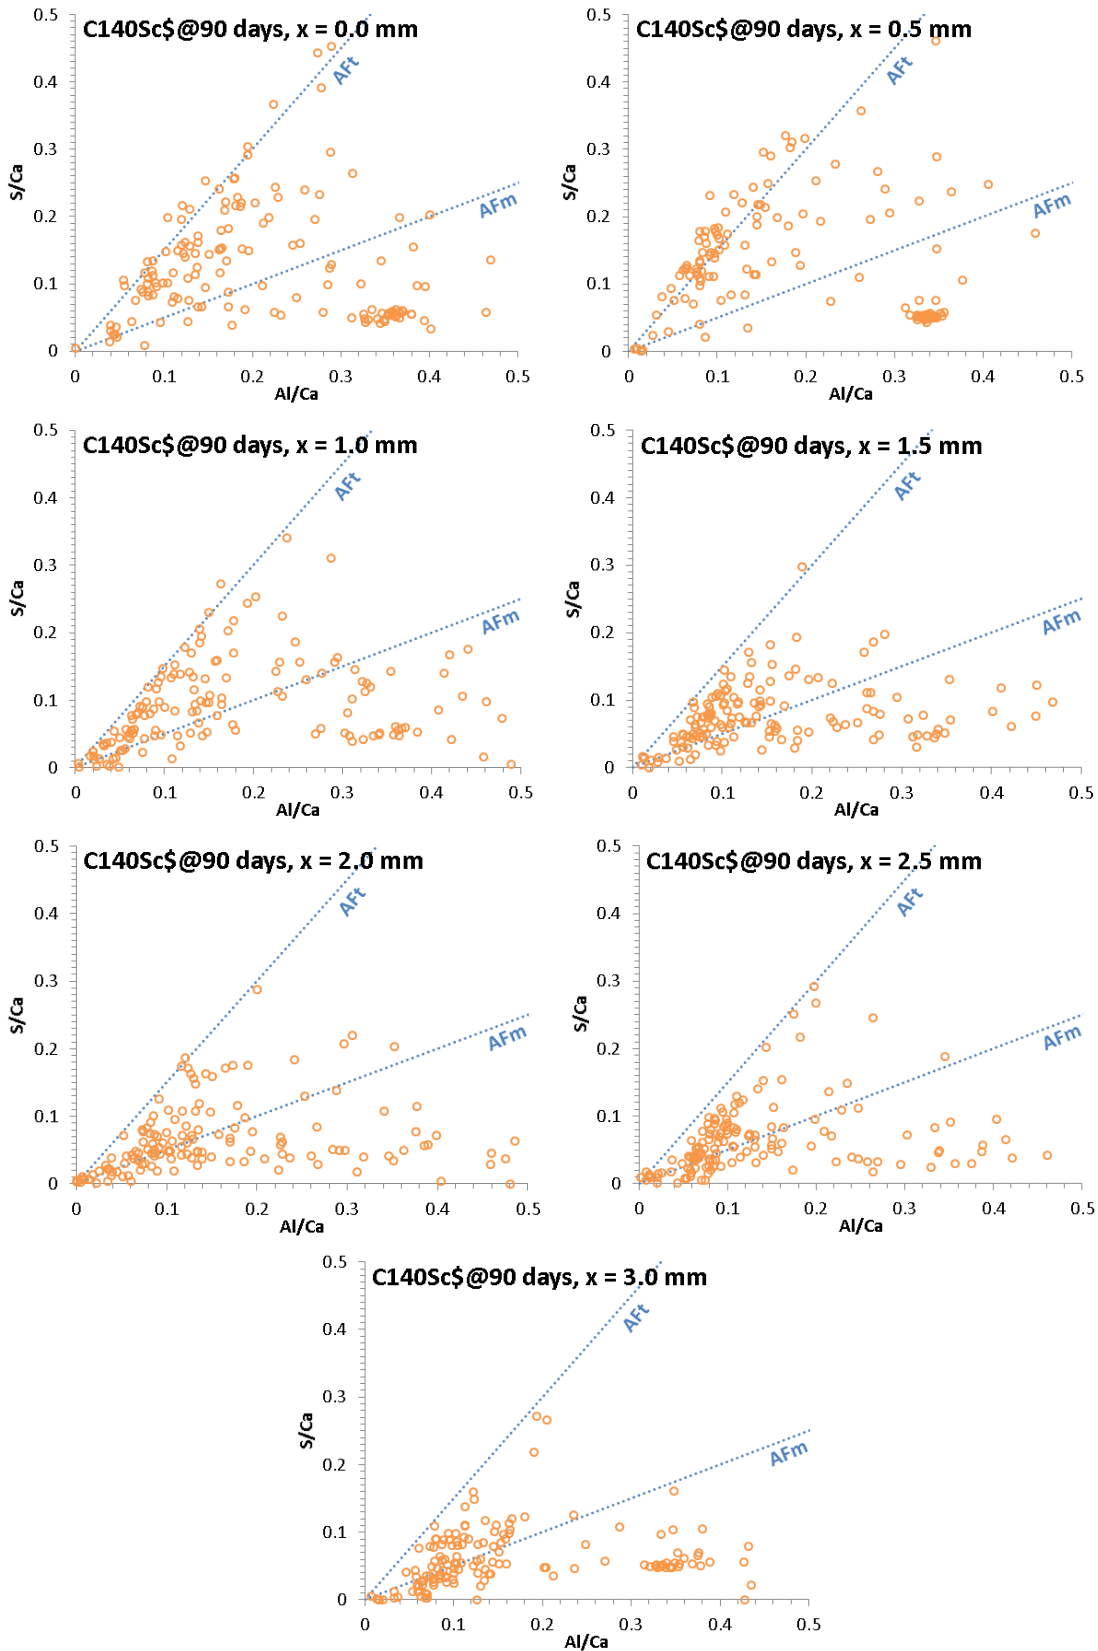 C140Sc$@90 days, x = 0.0 mm
S/Ca
0.5
0.4
0.3
0.2
0.1
0
0
0.1
0.2
0.3
0.4
0.5
Al/Ca
AFt
AFm
C140Sc$@90 days, x = 0.5 mm
S/Ca
0.5
0.4
0.3
0.2
0.1
0
0
0.1
0.2
0.3
0.4
0.5
Al/Ca
AFt
AFm
C140Sc$@90 days, x = 1.0 mm
S/Ca
0.5
0.4
0.3
0.2
0.1
0
0
0.1
0.2
0.3
0.4
0.5
Al/Ca
AFt
AFm
C140Sc$@90 days, x = 1.5 mm
S/Ca
0.5
0.4
0.3
0.2
0.1
0
0
0.1
0.2
0.3
0.4
0.5
Al/Ca
AFt
AFm
C140Sc$@90 days, x = 2.0 mm
S/Ca
0.5
0.4
0.3
0.2
0.1
0
0
0.1
0.2
0.3
0.4
0.5
Al/Ca
AFt
AFm
C140Sc$@90 days, x = 2.5 mm
S/Ca
0.5
0.4
0.3
0.2
0.1
0
0
0.1
0.2
0.3
0.4
0.5
Al/Ca
AFt
AFm
C140Sc$@90 days, x = 3.0 mm
S/Ca
0.5
0.4
0.3
0.2
0.1
0
0
0.1
0.2
0.3
0.4
0.5
Al/Ca
AFt
AFm